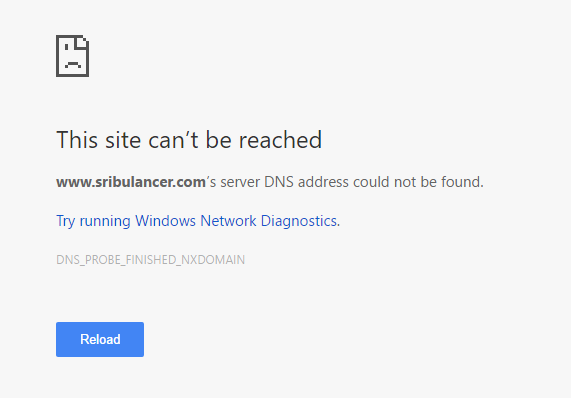 This site can’t be reached
www.sribulancer.com's server DNS address could not be found.
Try running Windows Network Diagnostics.
DNS_PROBE_FINISHED_NXDOMAIN
Reload